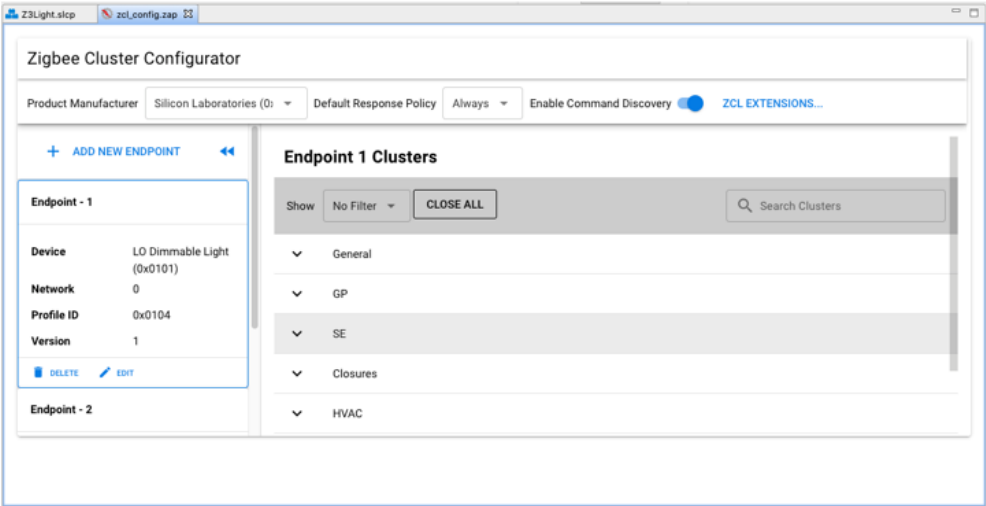 Z3Light.slcp zcl_config.zap
Zigbee Cluster Configurator
Product Manufacturer Silicon Laboratories (0x Default Response Policy Always Enable Command Discovery ZCL EXTENSIONS...
ADD NEW ENDPOINT
Endpoint - 1
Device LO Dimmable Light
(0x0101)
Network 0
Profile ID 0x0104
Version 1
DELETE EDIT
Endpoint - 2
Endpoint 1 Clusters
Show No Filter CLOSE ALL Search Clusters
General
GP
SE
Closures
HVAC